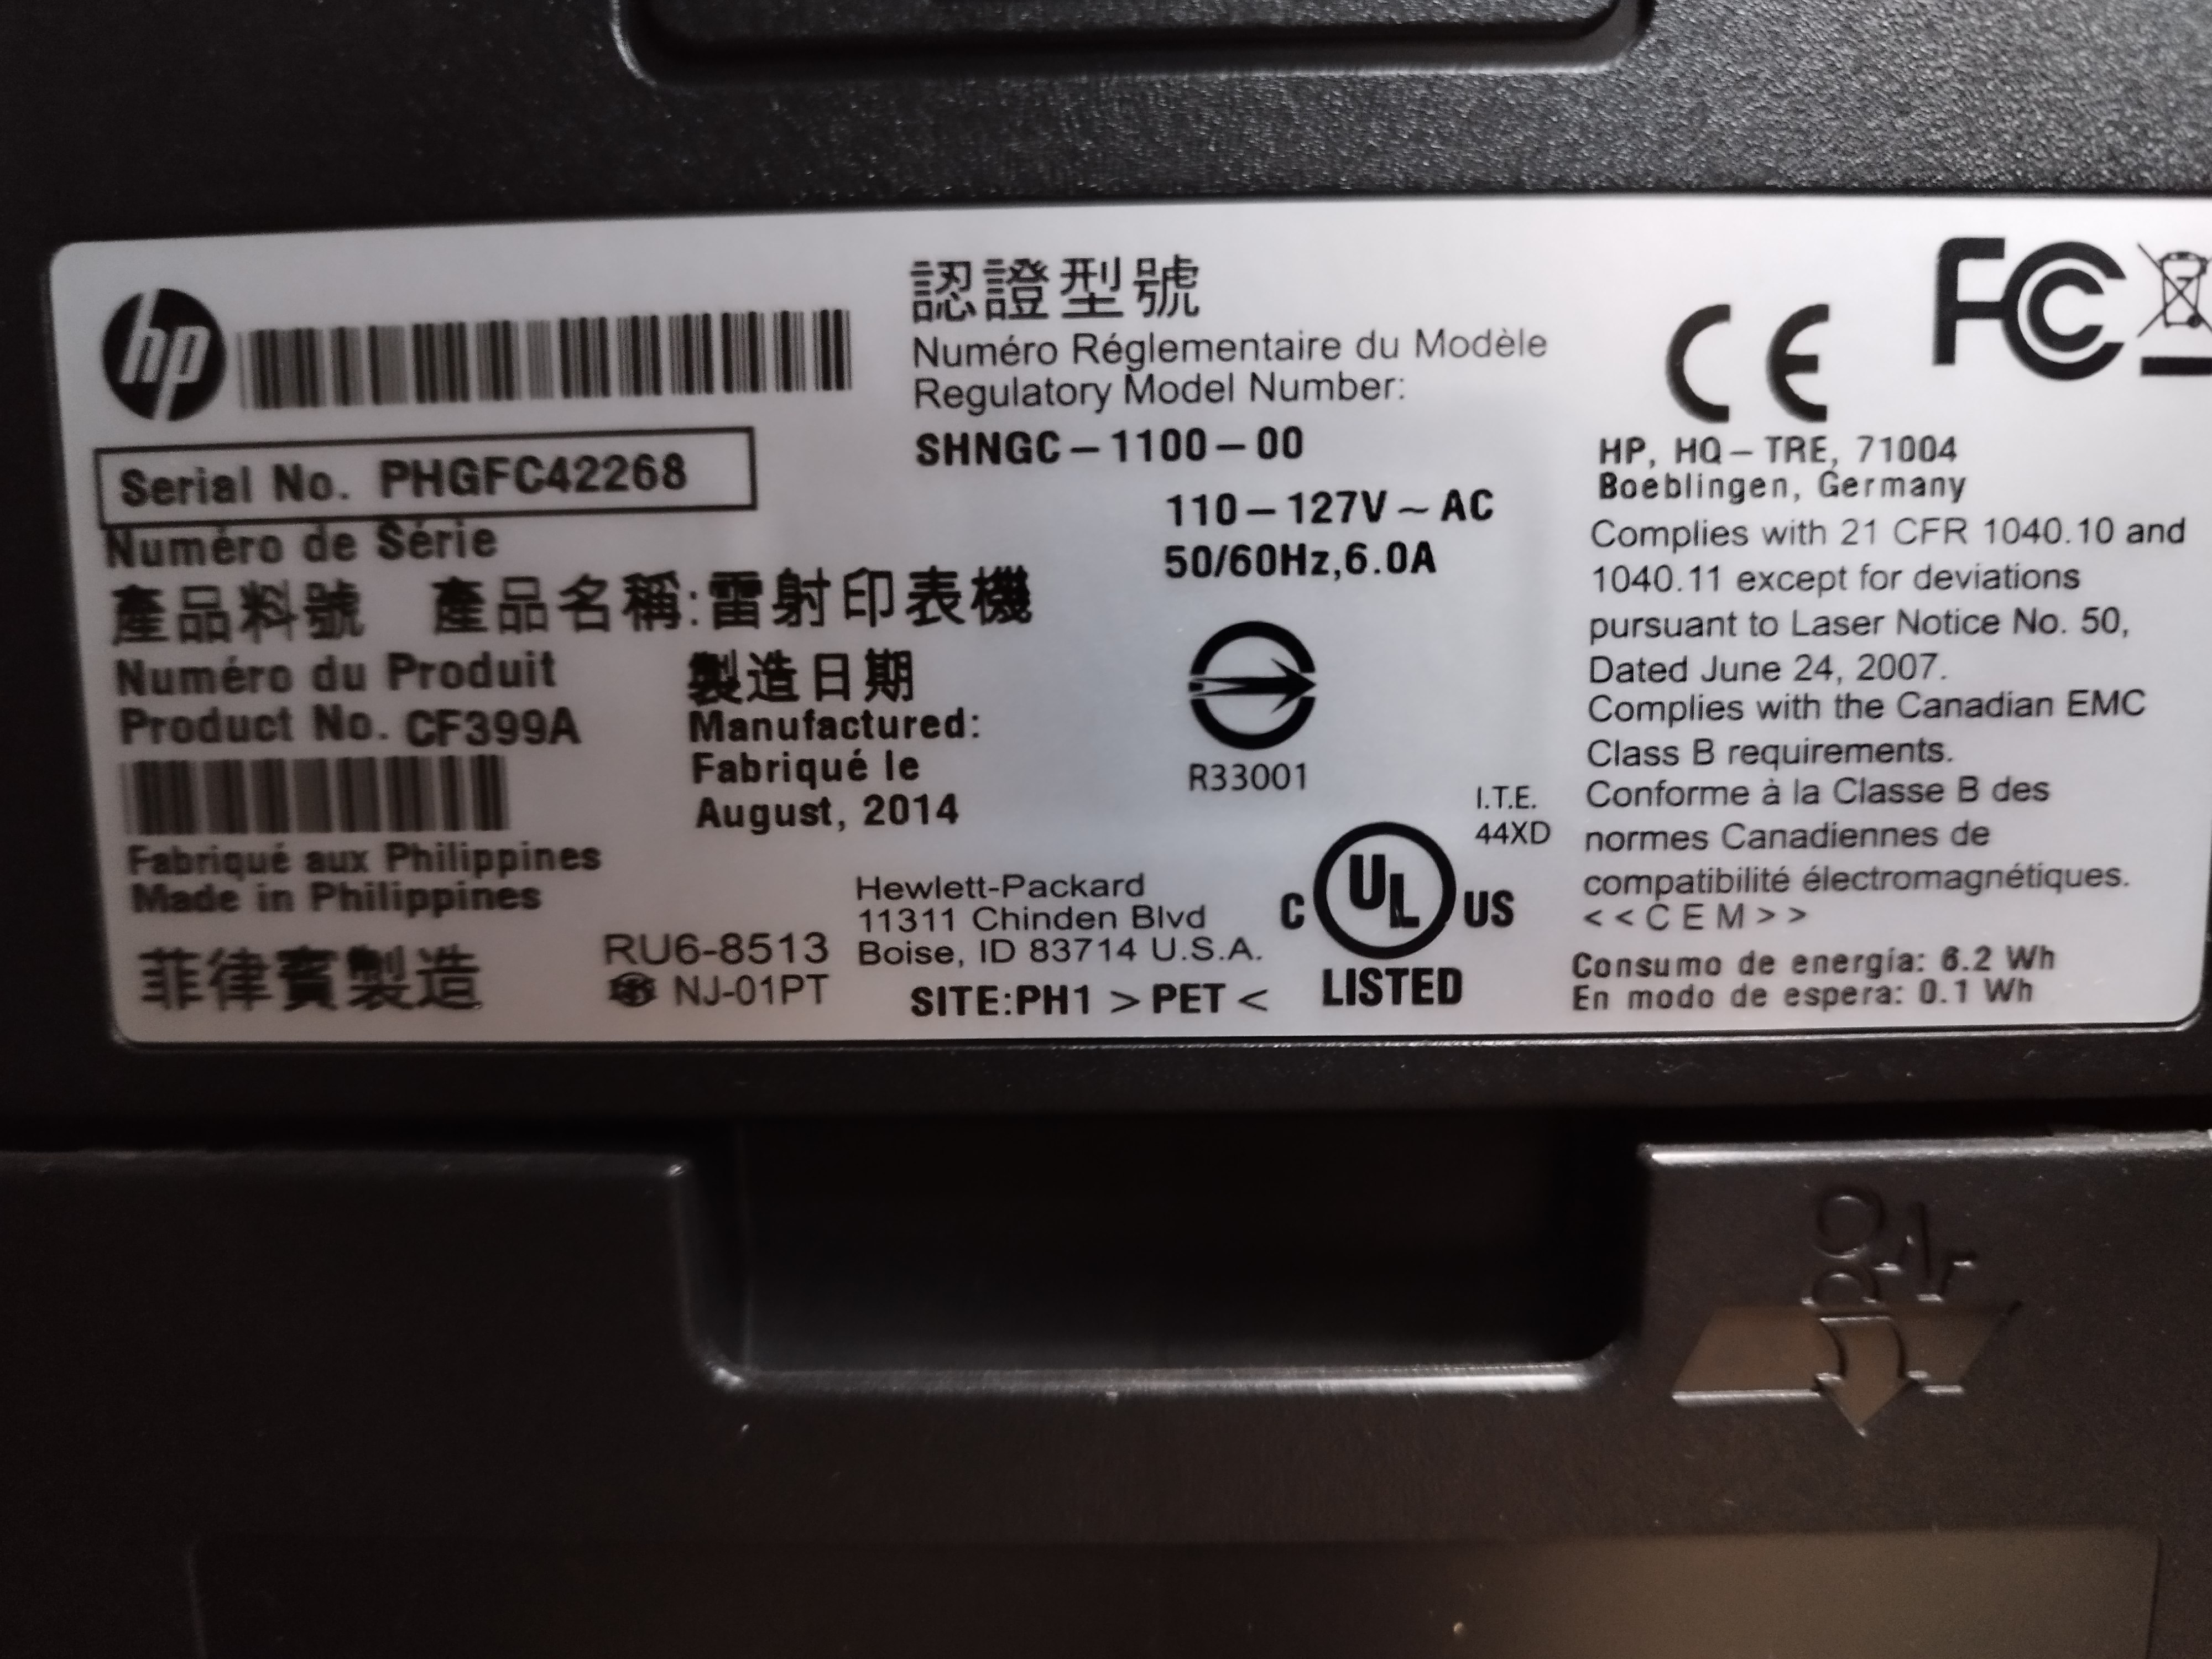 hp
Serial No. PHGFC42268
Numéro de Série
產品料號 產品名稱:雷射印表機
Numéro du Produit
Product No. CF399A
Fabriqué aux Philippines
Made in Philippines
菲律賓製造
製造日期
Manufactured:
Fabriqué le
August, 2014
RU6-8513
NJ-01PT
認證型號
Numéro Réglementaire du Modèle
Regulatory Model Number:
SHNGC-1100-00
110-127V~AC
50/60Hz,6.0A
R33001
I.T.E.
44XD
C UL US
LISTED
Hewlett-Packard
11311 Chinden Blvd
Boise, ID 83714 U.S.A.
SITE:PH1 >PET<
CE
FC
HP, HQ-TRE, 71004
Boeblingen, Germany
Complies with 21 CFR 1040.10 and
1040.11 except for deviations
pursuant to Laser Notice No. 50,
Dated June 24, 2007.
Complies with the Canadian EMC
Class B requirements.
Conforme à la Classe B des
normes Canadiennes de
compatibilité électromagnétiques.
<<CEM>>
Consumo de energía: 6.2 Wh
En modo de espera: 0.1 Wh